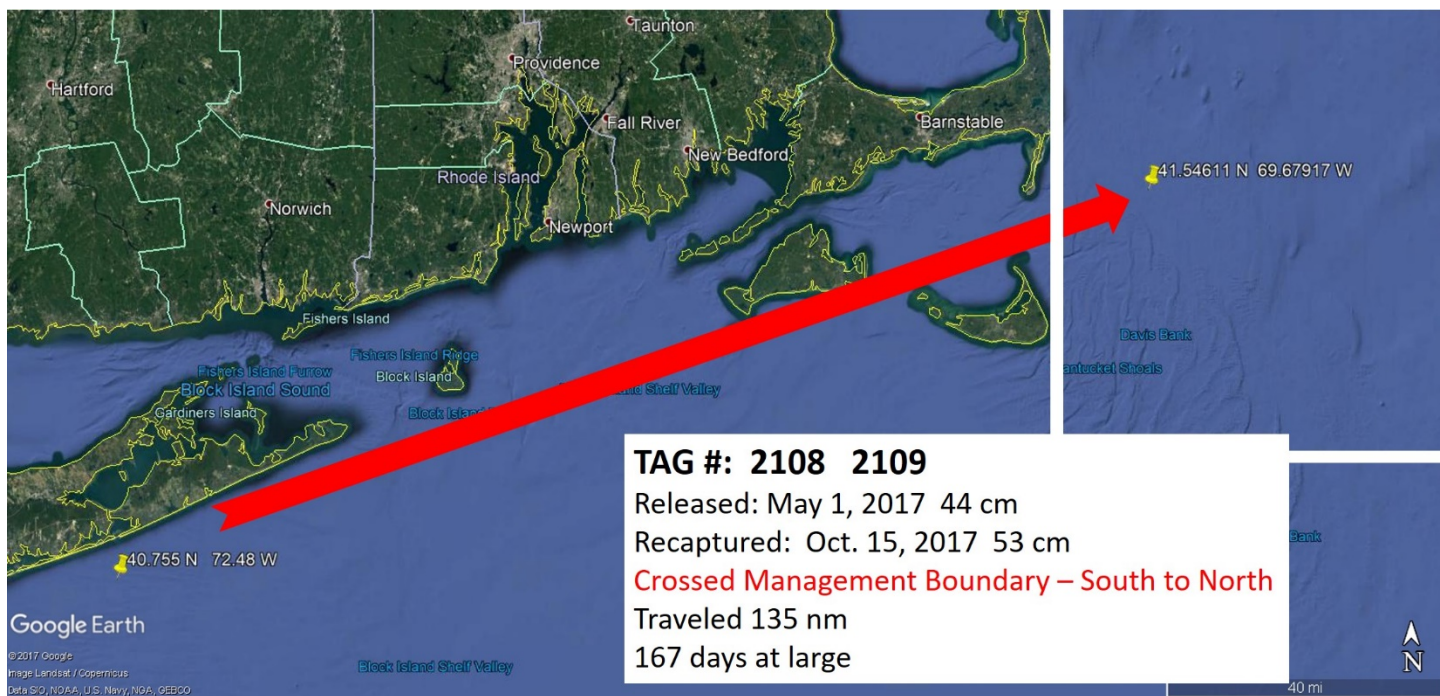 Taunton
Providence
Hartford
Fall River
Barnstable
New Bedford
Rhode Island
41.54611 N 69.67917 W
Norwich
Newport
Fishers Island
Davis Bank
Fishers Island Ridge
Nantucket Shoals
Fishers Island Furrow
Block Island
Block Island Sound
Island Shelf Valley
Gardiners Island
Block Island
TAG #: 2108 2109
Released: May 1, 2017 44 cm
Recaptured: Oct. 15, 2017 53 cm
Crossed Management Boundary – South to North
Traveled 135 nm
167 days at large
Bank
40.755 N 72.48 W
Google Earth
©2017 Google
Image Landsat / Copernicus
Data SIO, NOAA, U.S. Navy, NGA, GEBCO
Block Island Shelf Valley
N
40 mi